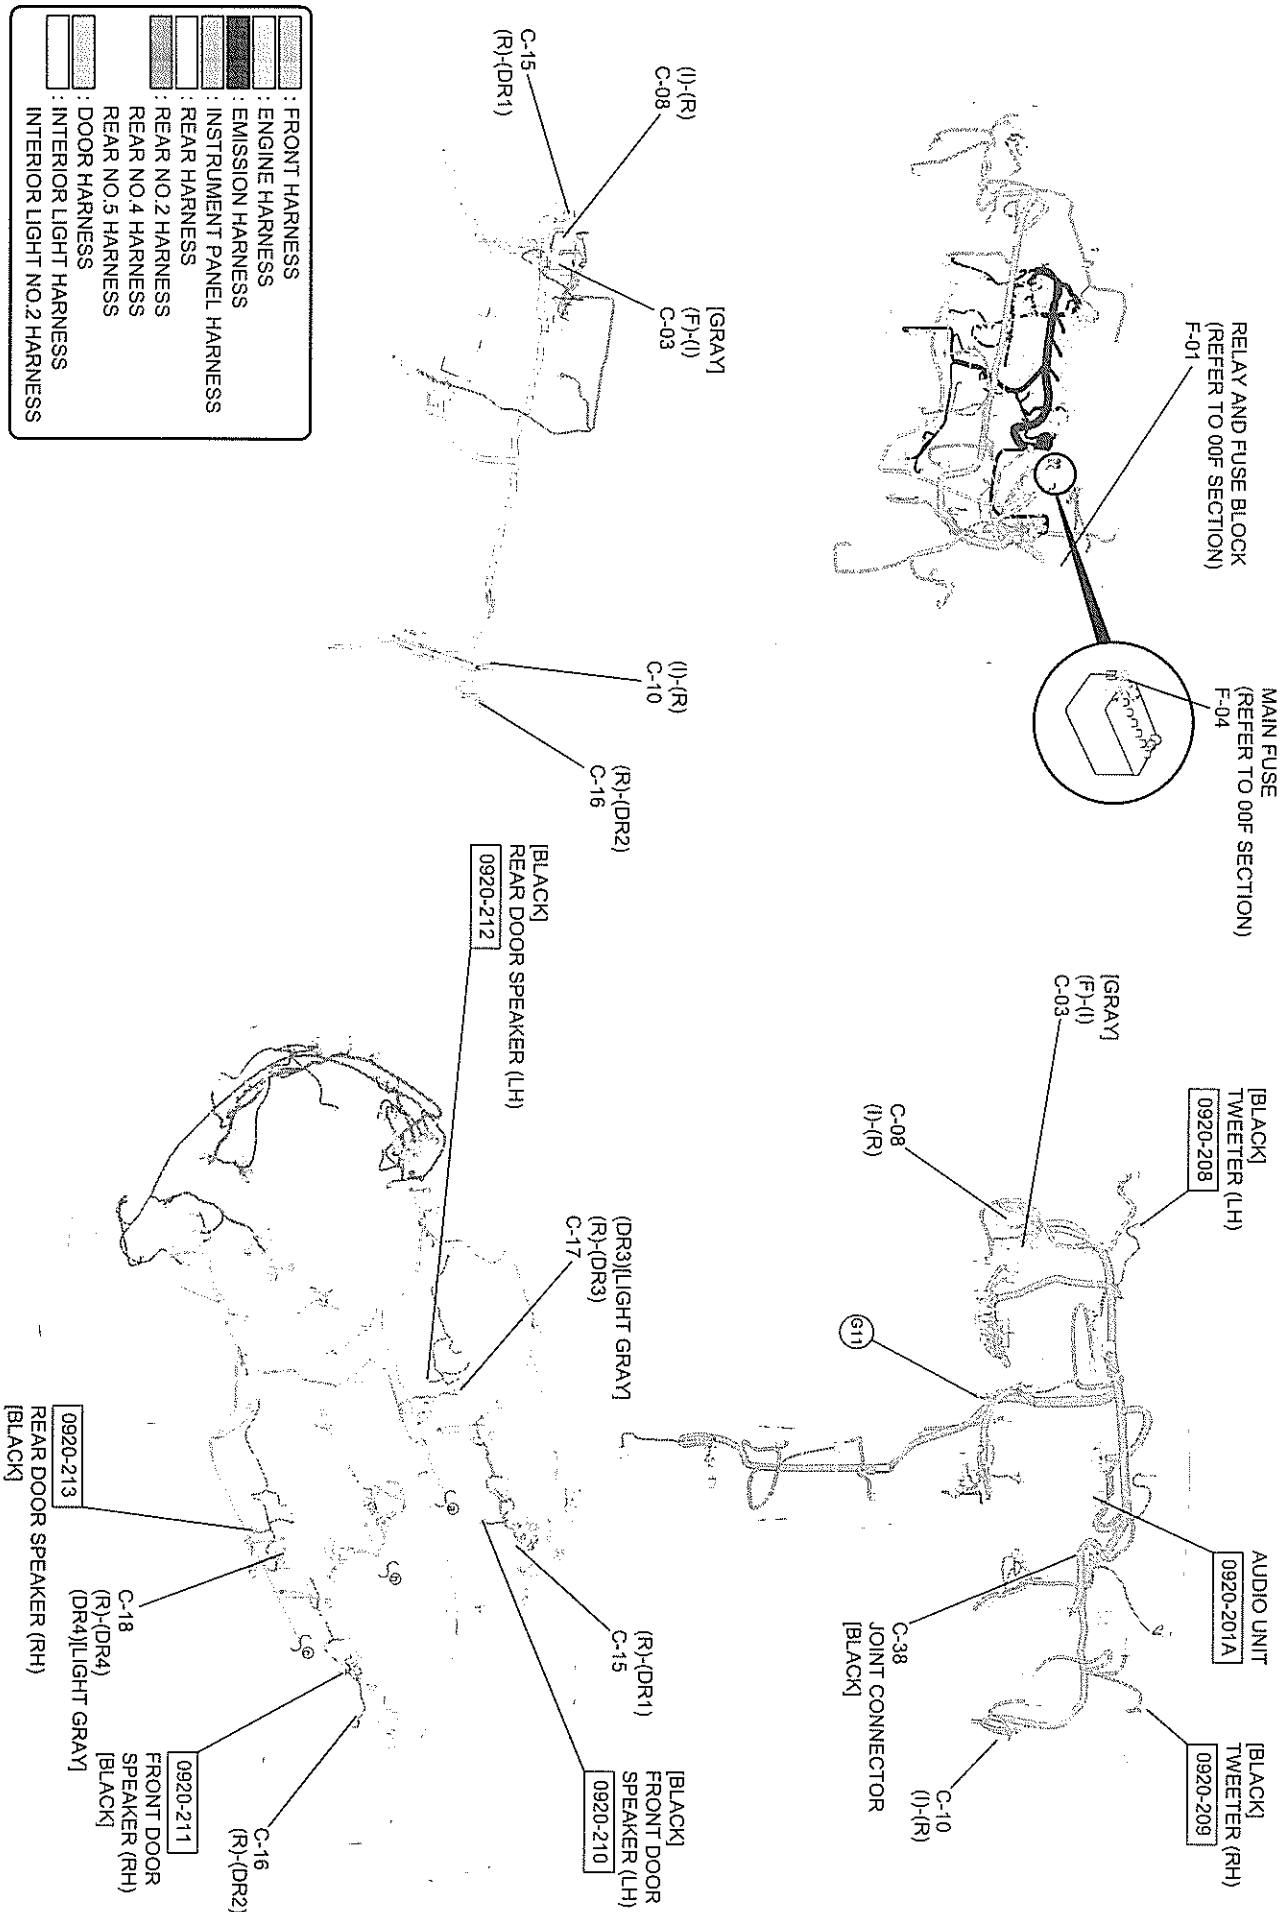 RELAY AND FUSE BLOCK
(REFER TO 00F SECTION)
F-01
MAIN FUSE
(REFER TO 00F SECTION)
F-04
[BLACK]
TWEETER (LH)
0920-208
AUDIO UNIT
0920-201A
[BLACK]
TWEETER (RH)
0920-209
[GRAY]
(F)-(I)
C-03
C-08
(I)-(R)
G11
C-38
JOINT CONNECTOR
[BLACK]
C-10
(I)-(R)
(I)-(R)
C-08
C-15
(R)-(DR1)
[GRAY]
(F)-(I)
C-03
(I)-(R)
C-10
(R)-(DR2)
C-16
[BLACK]
REAR DOOR SPEAKER (LH)
0920-212
(DR3)[LIGHT GRAY]
(R)-(DR3)
C-17
(R)-(DR1)
C-15
[BLACK]
FRONT DOOR
SPEAKER (LH)
0920-210
0920-213
REAR DOOR SPEAKER (RH)
[BLACK]
C-18
(R)-(DR4)
(DR4)[LIGHT GRAY]
0920-211
FRONT DOOR
SPEAKER (RH)
[BLACK]
C-16
(R)-(DR2)
: FRONT HARNESS
: ENGINE HARNESS
: EMISSION HARNESS
: INSTRUMENT PANEL HARNESS
: REAR HARNESS
: REAR NO.2 HARNESS
REAR NO.4 HARNESS
REAR NO.5 HARNESS
: DOOR HARNESS
: INTERIOR LIGHT HARNESS
INTERIOR LIGHT NO.2 HARNESS